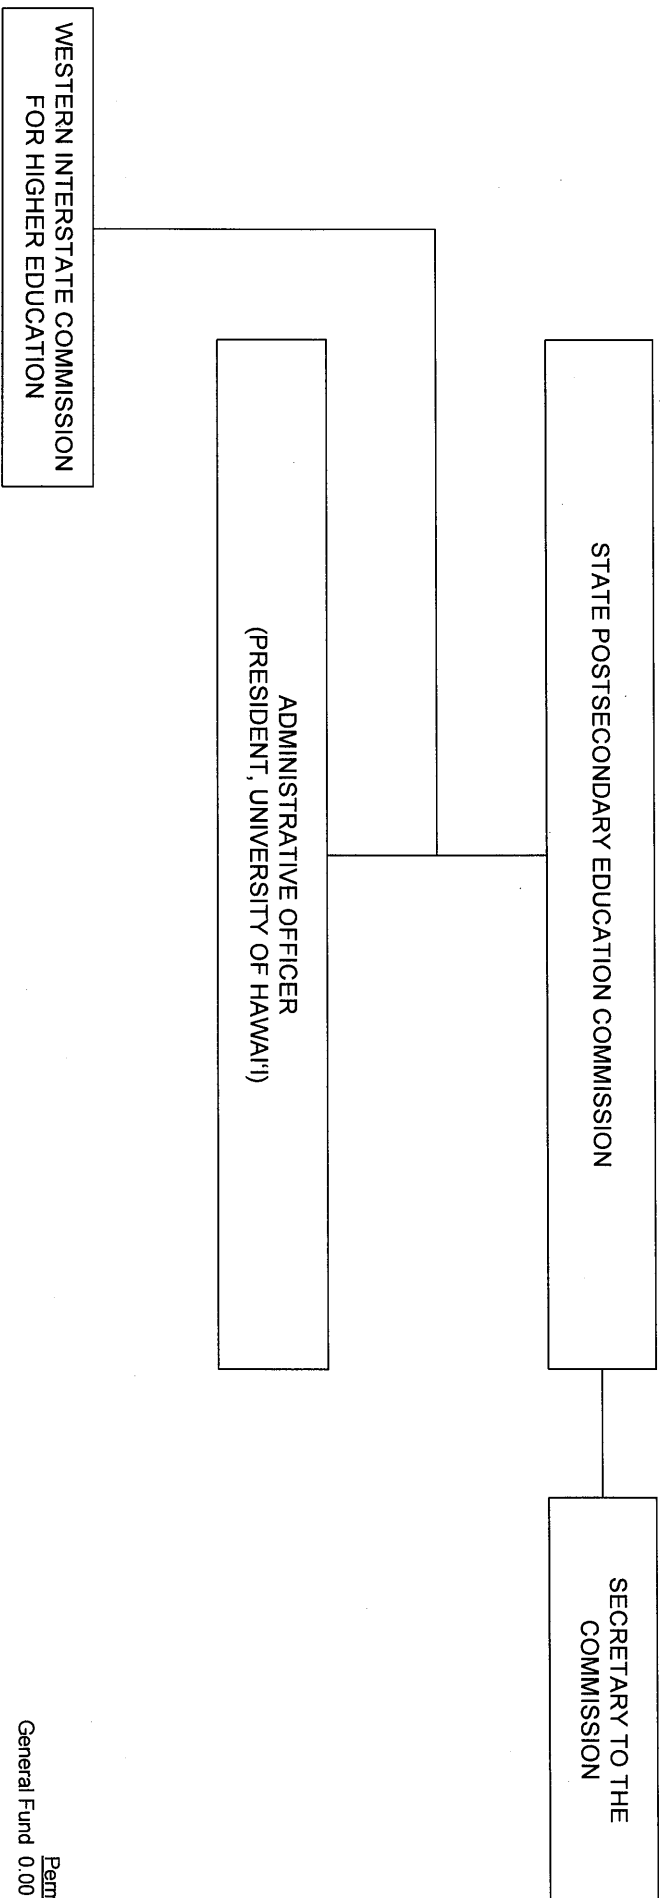 STATE POSTSECONDARY EDUCATION COMMISSION
SECRETARY TO THE
COMMISSION
ADMINISTRATIVE OFFICER
(PRESIDENT, UNIVERSITY OF HAWAI‘I)
WESTERN INTERSTATE COMMISSION
FOR HIGHER EDUCATION
Perm
General Fund 0.00